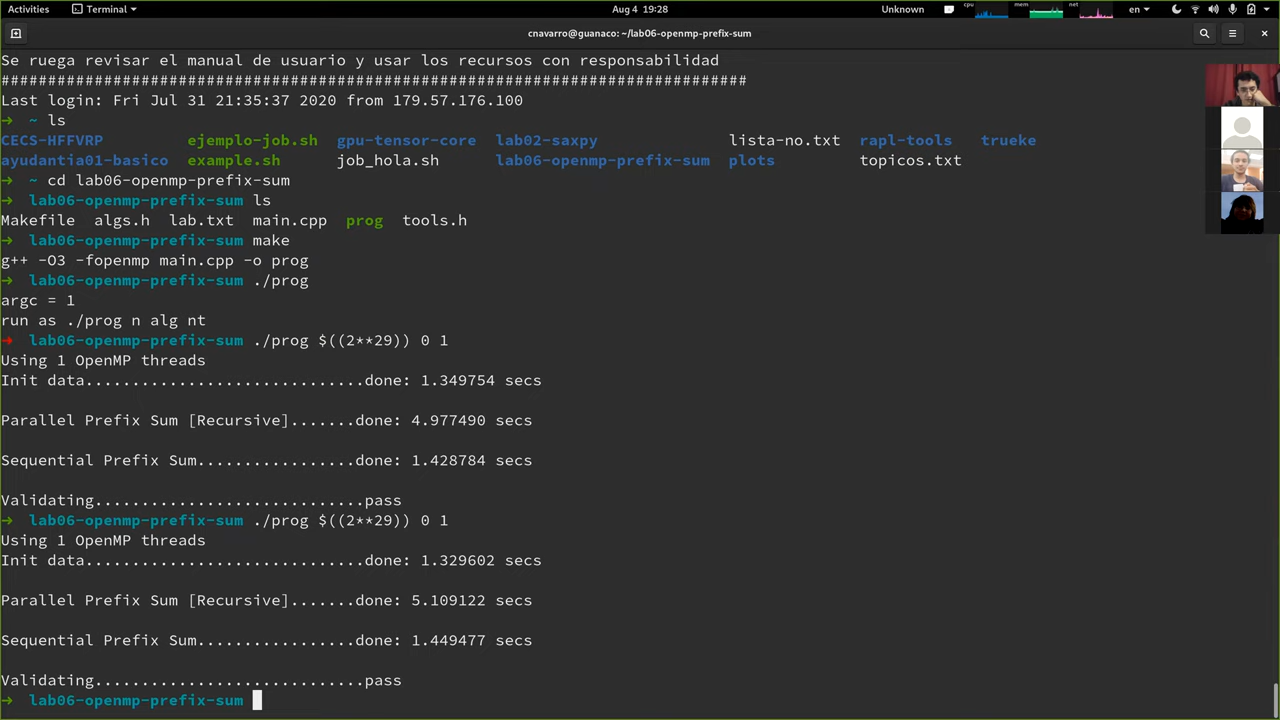 Activities Terminal Aug 4 19:28 Unknown cpu mem net en
cnavarro@guanaco: ~/lab06-openmp-prefix-sum
Se ruega revisar el manual de usuario y usar los recursos con responsabilidad
################################################################################
Last login: Fri Jul 31 21:35:37 2020 from 179.57.176.100
→ ~ ls
CECS-HFFVRP ejemplo-job.sh gpu-tensor-core lab02-saxpy lista-no.txt rapl-tools trueke
ayudantia01-basico example.sh job_hola.sh lab06-openmp-prefix-sum plots topicos.txt
→ ~ cd lab06-openmp-prefix-sum
→ lab06-openmp-prefix-sum ls
Makefile algs.h lab.txt main.cpp prog tools.h
→ lab06-openmp-prefix-sum make
g++ -O3 -fopenmp main.cpp -o prog
→ lab06-openmp-prefix-sum ./prog
argc = 1
run as ./prog n alg nt
→ lab06-openmp-prefix-sum ./prog $((2**29)) 0 1
Using 1 OpenMP threads
Init data..............................done: 1.349754 secs
Parallel Prefix Sum [Recursive].......done: 4.977490 secs
Sequential Prefix Sum.................done: 1.428784 secs
Validating.............................pass
→ lab06-openmp-prefix-sum ./prog $((2**29)) 0 1
Using 1 OpenMP threads
Init data..............................done: 1.329602 secs
Parallel Prefix Sum [Recursive].......done: 5.109122 secs
Sequential Prefix Sum.................done: 1.449477 secs
Validating.............................pass
→ lab06-openmp-prefix-sum